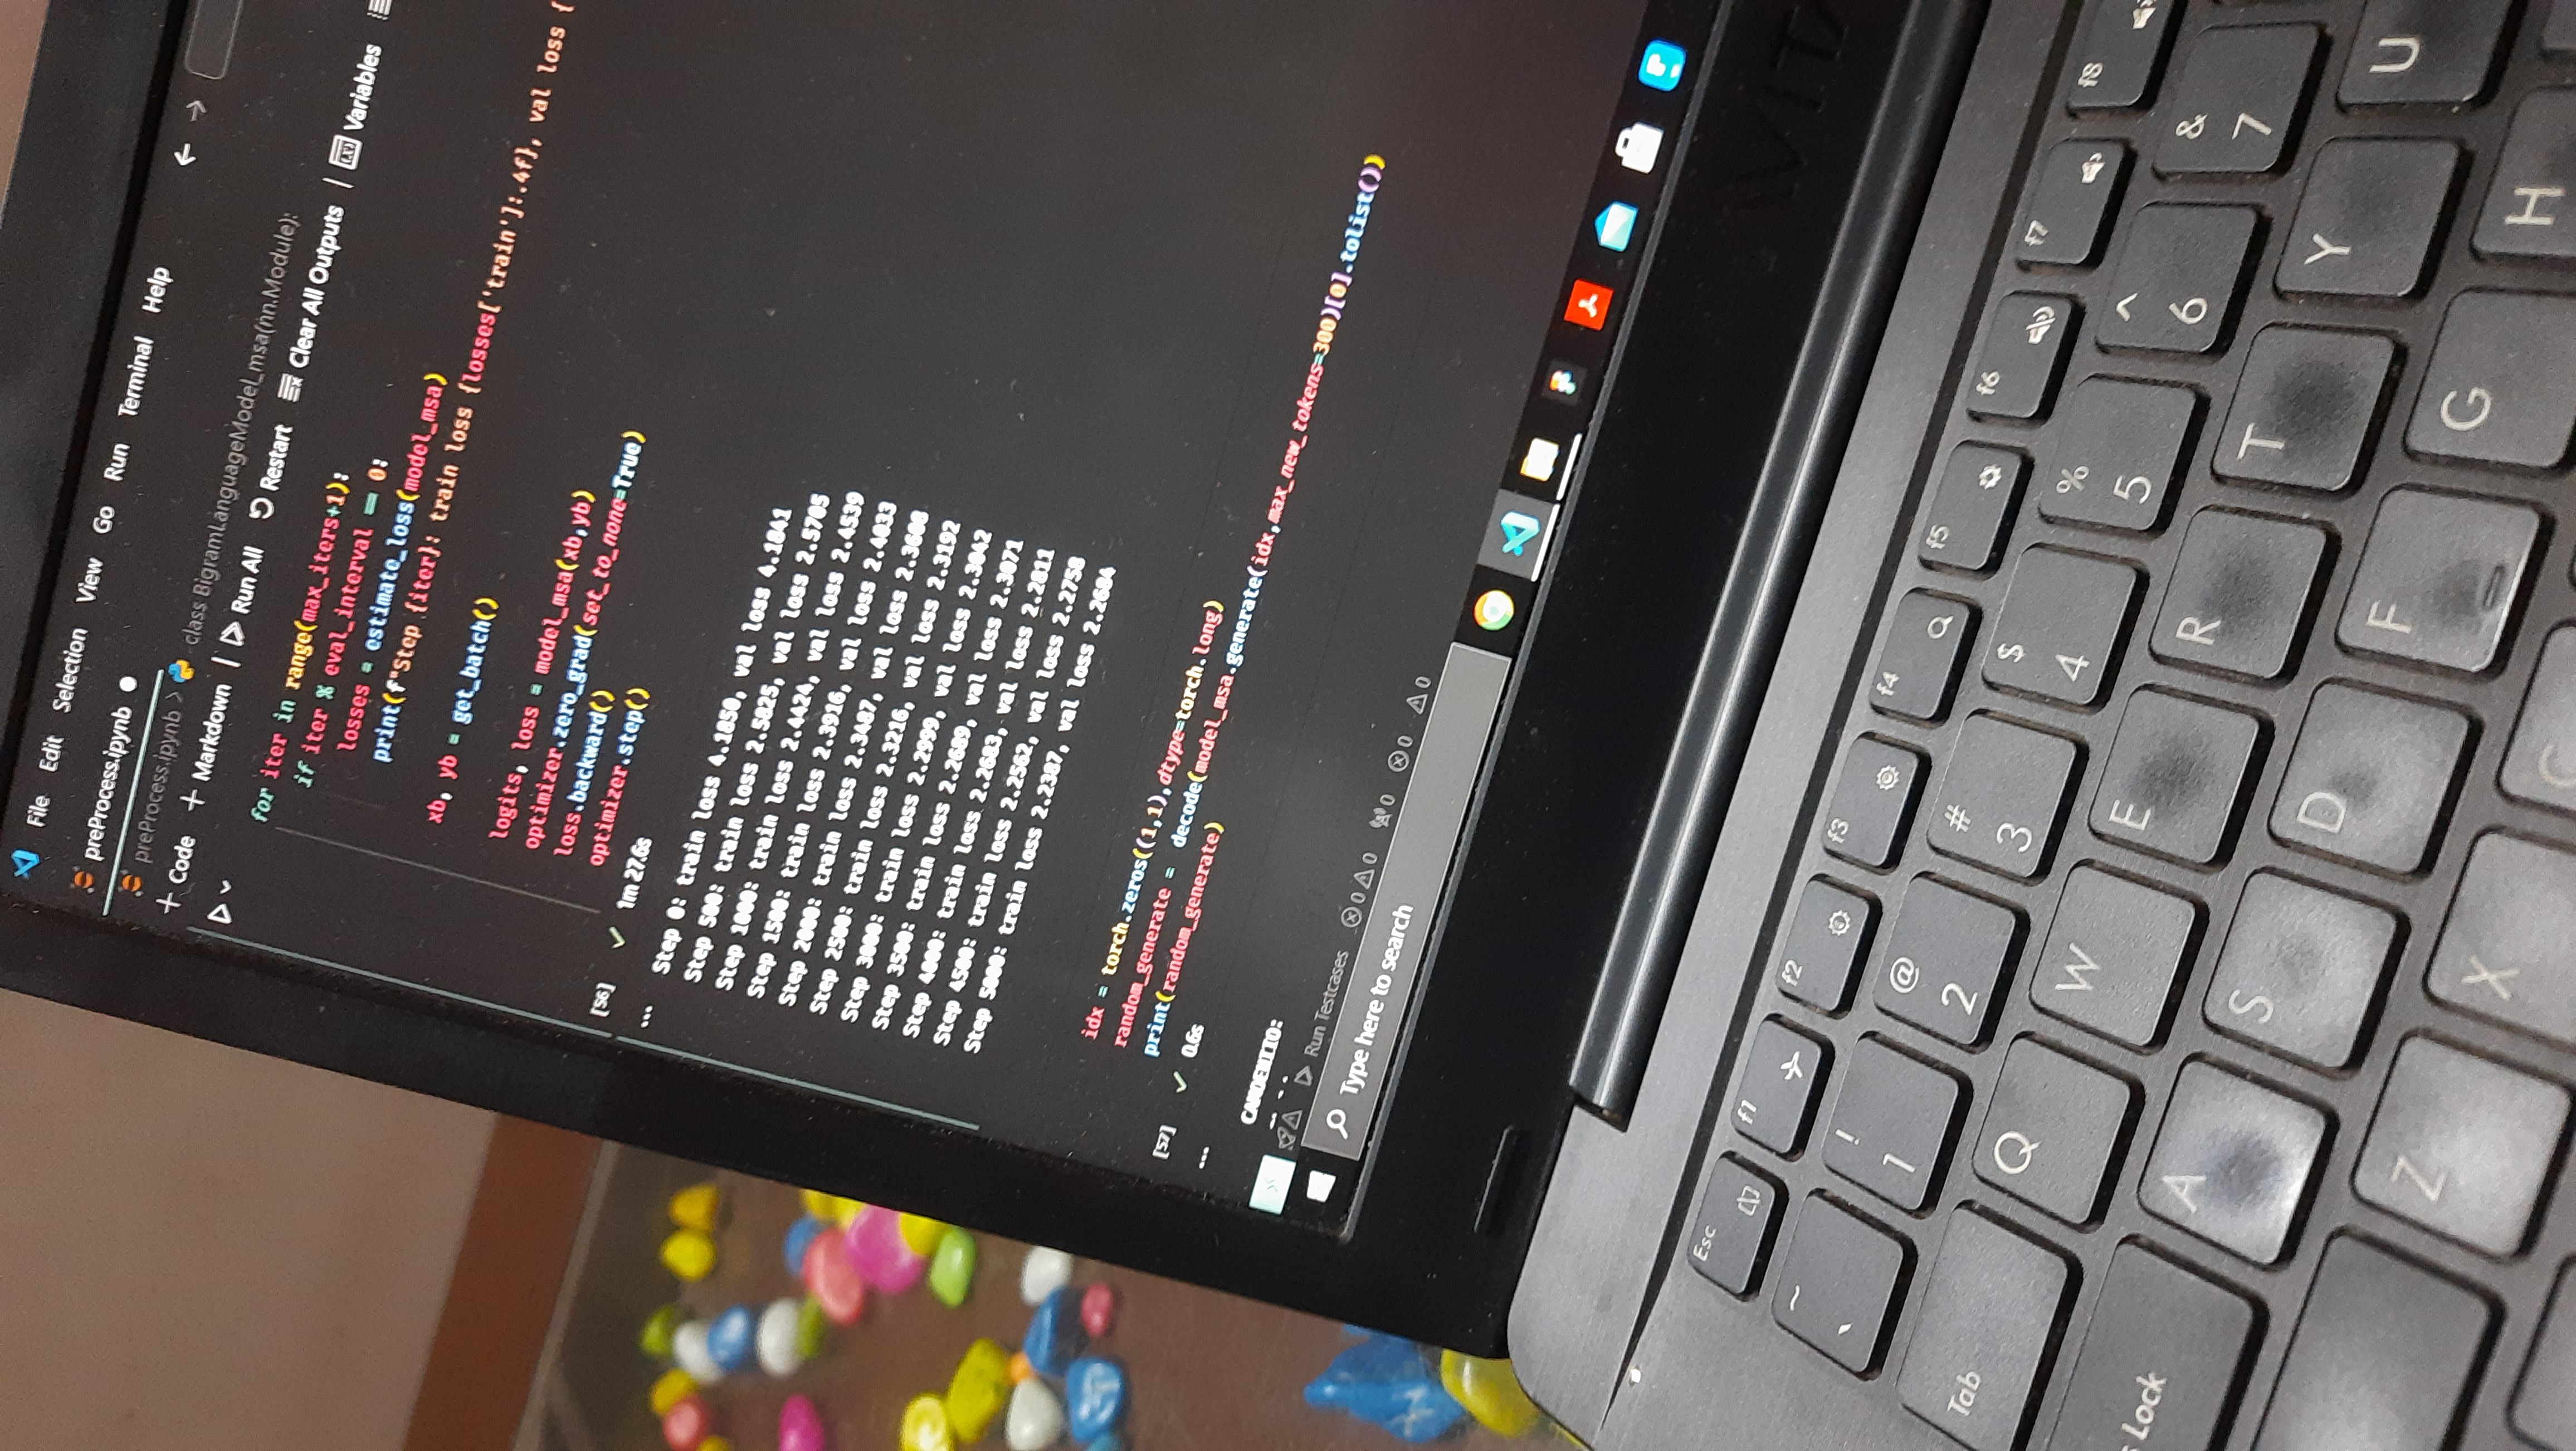 File Edit Selection View Go Run Terminal Help
preProcess.ipynb
preProcess.ipynb > class BigramLanguageModel_msa(nn.Module):
+ Code + Markdown | Run All Restart Clear All Outputs | Variables
for iter in range(max_iters+1):
if iter % eval_interval == 0:
losses = estimate_loss(model_msa)
print(f"Step {iter}: train loss {losses['train']:.4f}, val loss {
xb, yb = get_batch()
logits, loss = model_msa(xb,yb)
optimizer.zero_grad(set_to_none=True)
loss.backward()
optimizer.step()
[56] 1m 27.6s
... Step 0: train loss 4.1850, val loss 4.1841
Step 500: train loss 2.5825, val loss 2.5705
Step 1000: train loss 2.4424, val loss 2.4539
Step 1500: train loss 2.3916, val loss 2.4033
Step 2000: train loss 2.3487, val loss 2.3608
Step 2500: train loss 2.3216, val loss 2.3192
Step 3000: train loss 2.2999, val loss 2.3042
Step 3500: train loss 2.2689, val loss 2.3071
Step 4000: train loss 2.2683, val loss 2.2811
Step 4500: train loss 2.2562, val loss 2.2758
Step 5000: train loss 2.2387, val loss 2.2684
idx = torch.zeros((1,1),dtype=torch.long)
random_generate = decode(model_msa.generate(idx,max_new_tokens=300)[0].tolist())
print(random_generate)
[57] 0.6s
...
Run Testcases 0 0 0 0 0
Type here to search
Esc f1 f2 f3 f4 f5 f6 f7 f8
~ ` ! 1 @ 2 # 3 $ 4 % 5 ^ 6 & 7
Tab Q W E R T Y U
Lock A S D F G H
Z X C